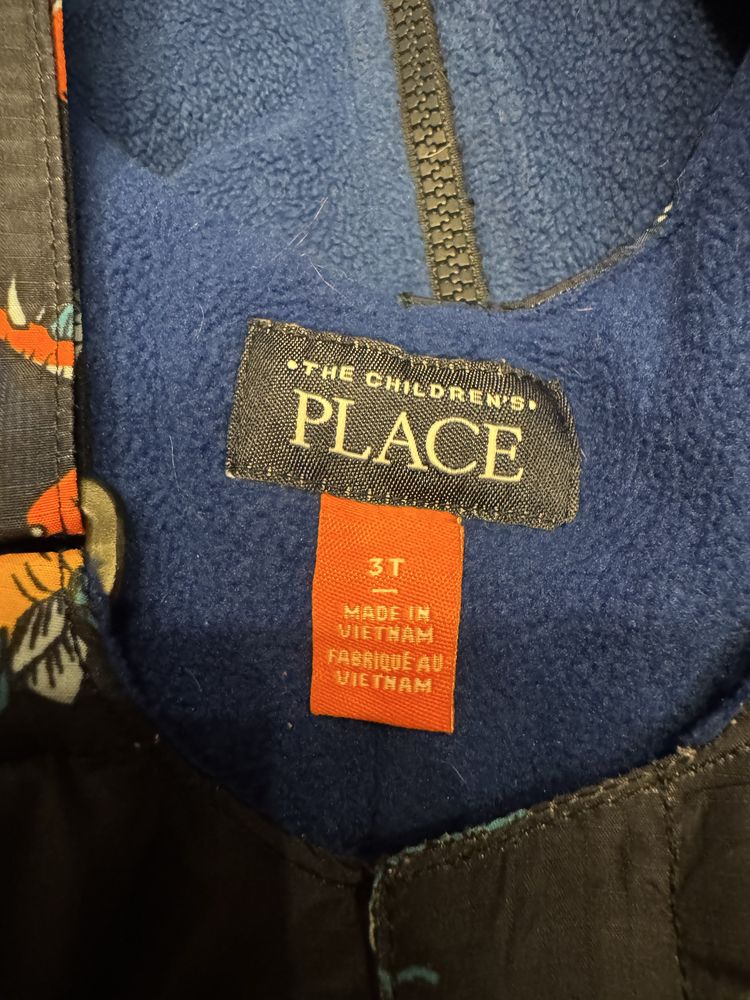 •THE CHILDREN'S•
PLACE
3T
MADE IN
VIETNAM
FABRIQUÉ AU
VIETNAM